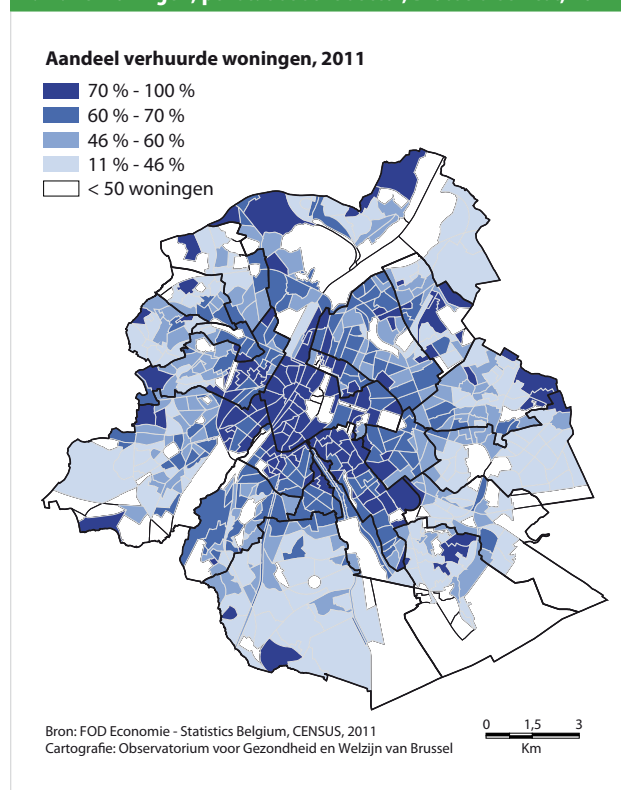 Aandeel verhuurde woningen, 2011
70 % - 100 %
60 % - 70 %
46 % - 60 %
11 % - 46 %
< 50 woningen
Bron: FOD Economie - Statistics Belgium, CENSUS, 2011
Cartografie: Observatorium voor Gezondheid en Welzijn van Brussel
0 1,5 3
Km